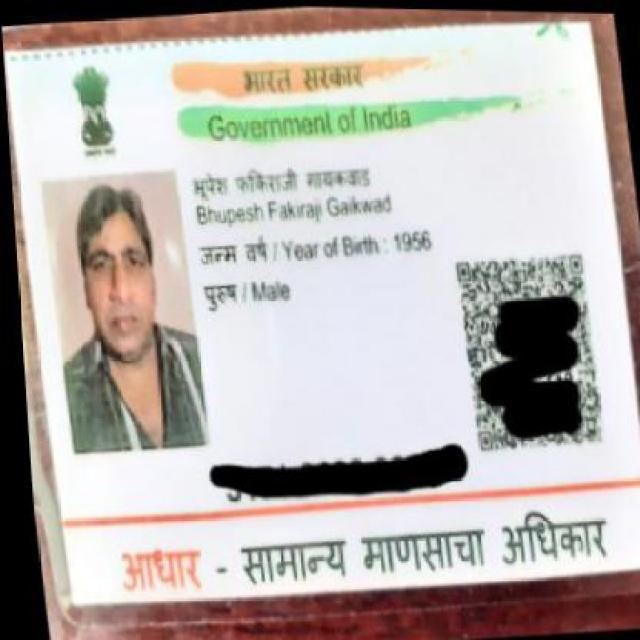 भारत सरकार
Government of India
भूपेश फकिराजी गायकवाड
Bhupesh Fakiraji Gaikwad
जन्म वर्ष / Year of Birth : 1956
पुरुष / Male
आधार - सामान्य माणसाचा अधिकार